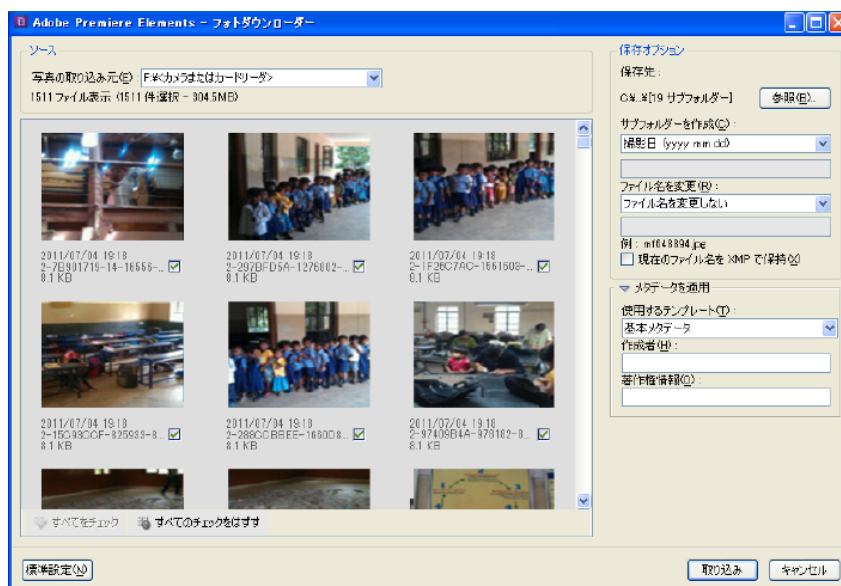 Adobe Premiere Elements - フォトダウンローダー
ソース
写真の取り込み元(E): F:¥<カメラまたはカードリーダ>
1511 ファイル表示 (1511 件選択 - 304.5MB)
2011/07/04 19:18
8.1 KB
2011/07/04 19:18
8.1 KB
2011/07/04 19:18
8.1 KB
2011/07/04 19:18
8.1 KB
2011/07/04 19:18
8.1 KB
2011/07/04 19:18
8.1 KB
すべてをチェック
すべてのチェックをはずす
保存オプション
保存先:
C:¥...¥[19 サブフォルダー]
参照(B)...
サブフォルダーを作成(C):
撮影日 (yyyy mm dd)
ファイル名を変更(R):
ファイル名を変更しない
例: mf048894.jpg
現在のファイル名を XMP で保持(X)
メタデータを適用
使用するテンプレート(T):
基本メタデータ
作成者(H):
著作権情報(O):
標準設定(N)
取り込み
キャンセル